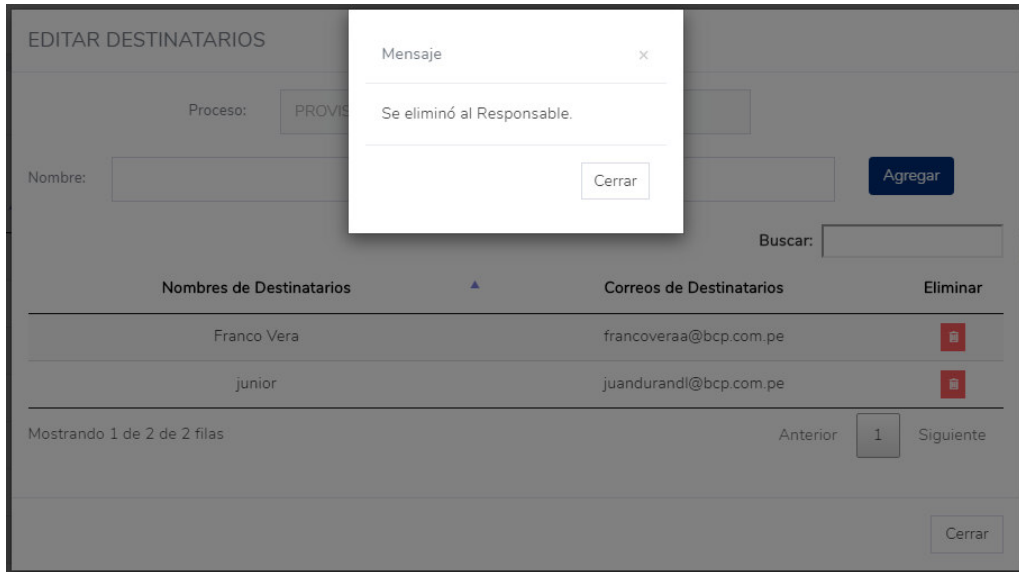 EDITAR DESTINATARIOS
Mensaje ×
Se eliminó al Responsable.
Cerrar
Proceso: PROVIS
Nombre: Agregar
Buscar:
Nombres de Destinatarios ▲ Correos de Destinatarios Eliminar
Franco Vera francoveraa@bcp.com.pe
junior juandurandl@bcp.com.pe
Mostrando 1 de 2 de 2 filas Anterior 1 Siguiente
Cerrar